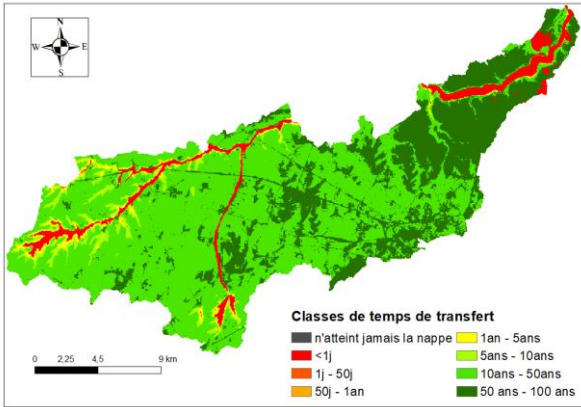 N
W E
S
Classes de temps de transfert
n'atteint jamais la nappe
<1j
1j - 50j
50j - 1an
1an - 5ans
5ans - 10ans
10ans - 50ans
50 ans - 100 ans
0 2,25 4,5 9 km